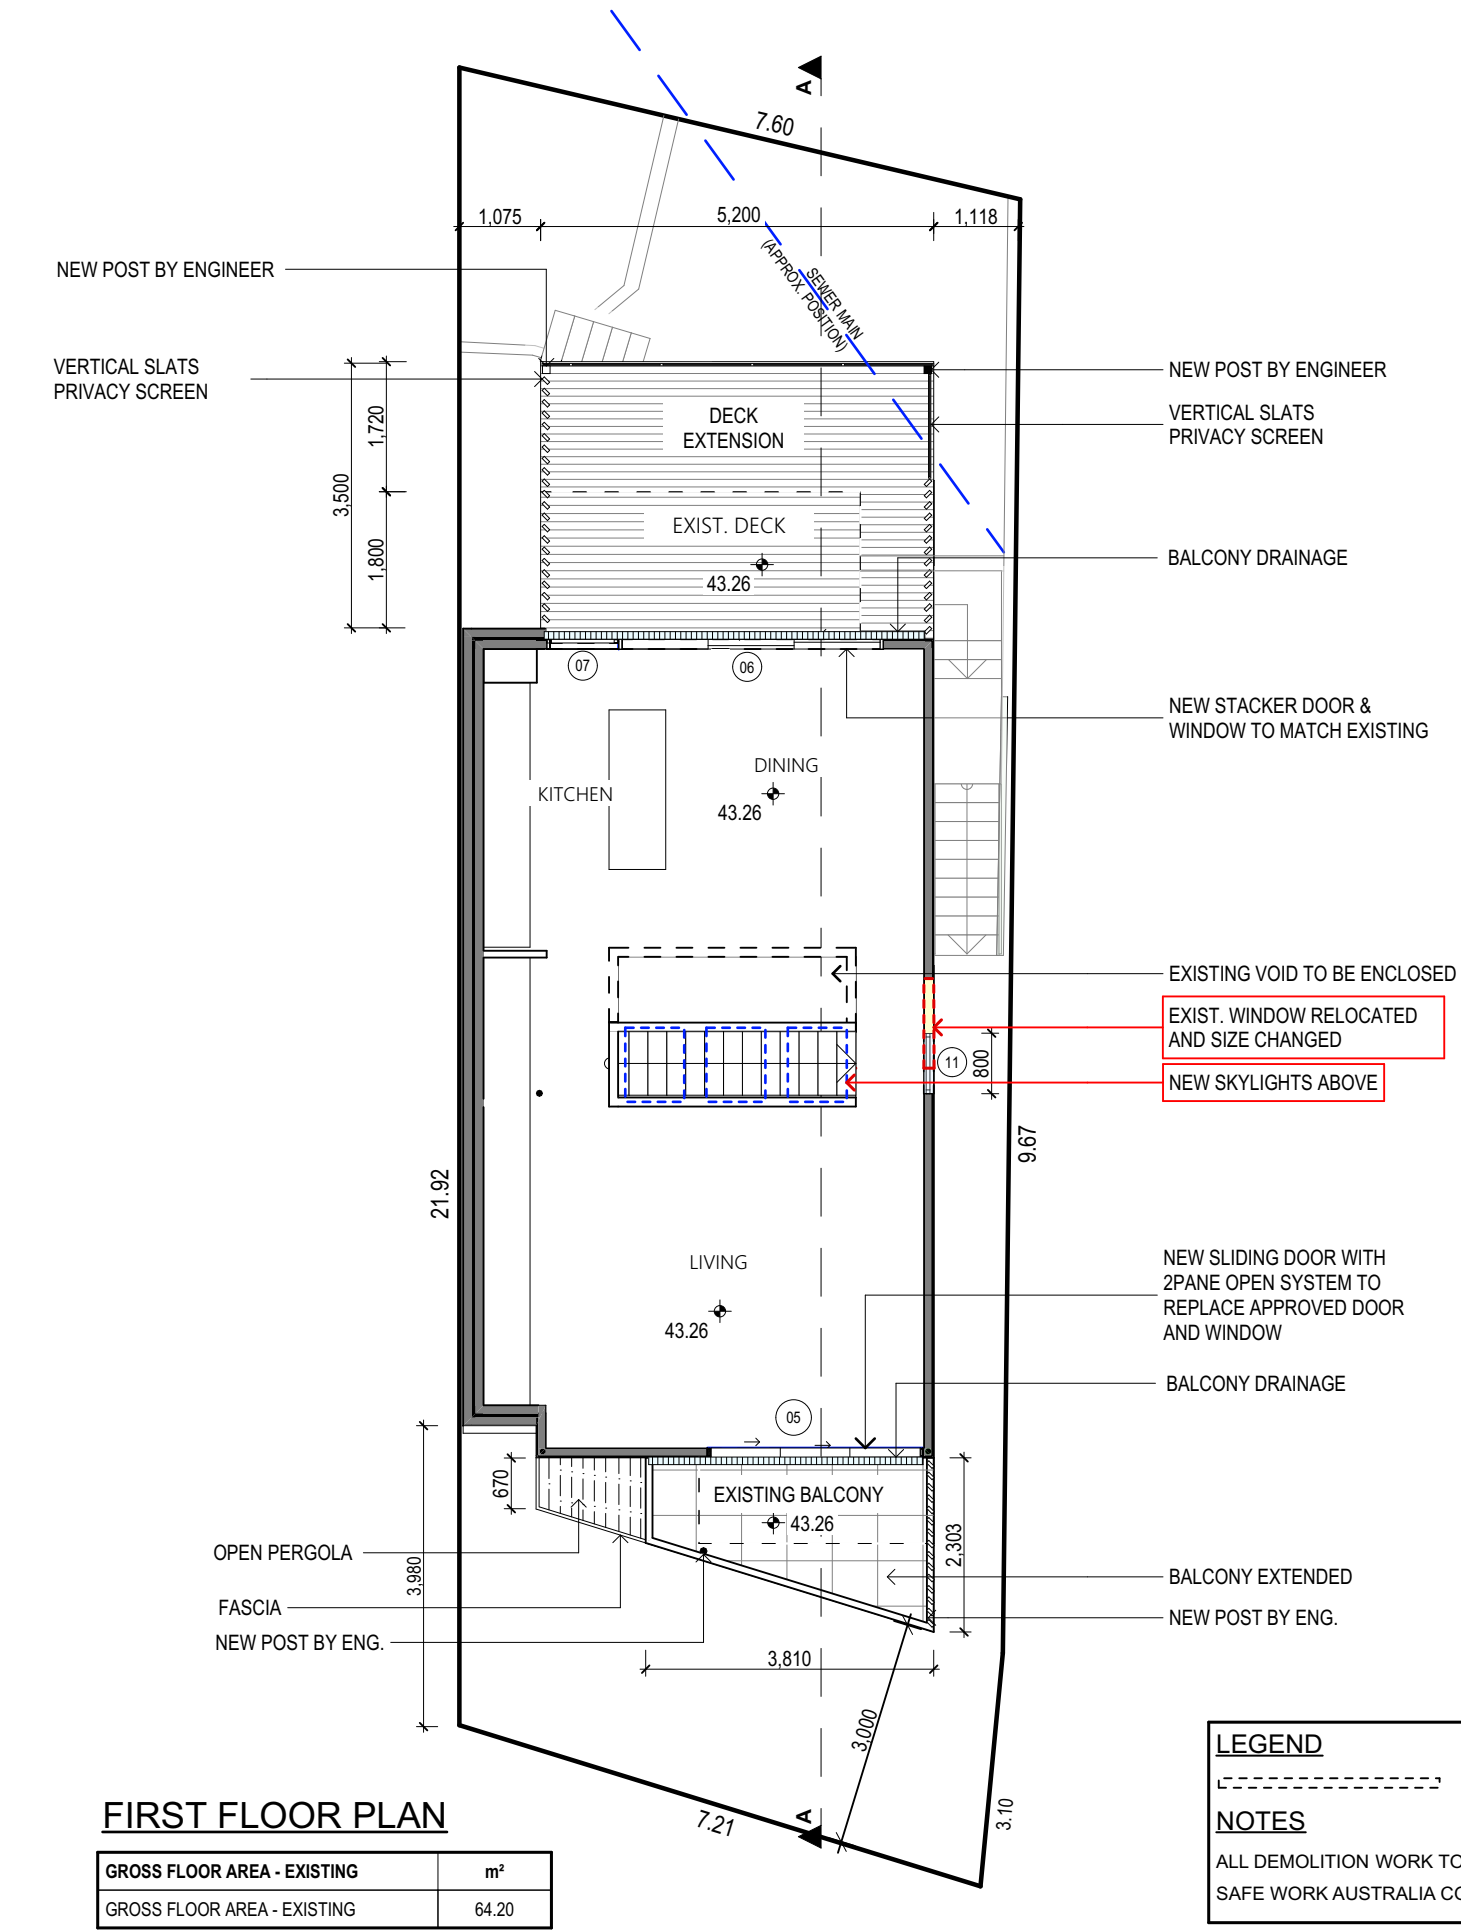 A
7.60
1,075
5,200
1,118
NEW POST BY ENGINEER
SEWER MAIN
(APPROX. POSITION)
VERTICAL SLATS
PRIVACY SCREEN
NEW POST BY ENGINEER
VERTICAL SLATS
PRIVACY SCREEN
DECK
EXTENSION
1,720
3,500
1,800
EXIST. DECK
43.26
BALCONY DRAINAGE
07
06
NEW STACKER DOOR &
WINDOW TO MATCH EXISTING
DINING
KITCHEN
43.26
EXISTING VOID TO BE ENCLOSED
EXIST. WINDOW RELOCATED
AND SIZE CHANGED
11
800
NEW SKYLIGHTS ABOVE
9.67
21.92
LIVING
43.26
NEW SLIDING DOOR WITH
2PANE OPEN SYSTEM TO
REPLACE APPROVED DOOR
AND WINDOW
BALCONY DRAINAGE
05
670
EXISTING BALCONY
43.26
2,303
OPEN PERGOLA
3,980
BALCONY EXTENDED
FASCIA
NEW POST BY ENG.
NEW POST BY ENG.
3,810
3,000
7.21
A
3.10
LEGEND
NOTES
ALL DEMOLITION WORK TO
SAFE WORK AUSTRALIA CO
FIRST FLOOR PLAN
GROSS FLOOR AREA - EXISTING m²
GROSS FLOOR AREA - EXISTING 64.20